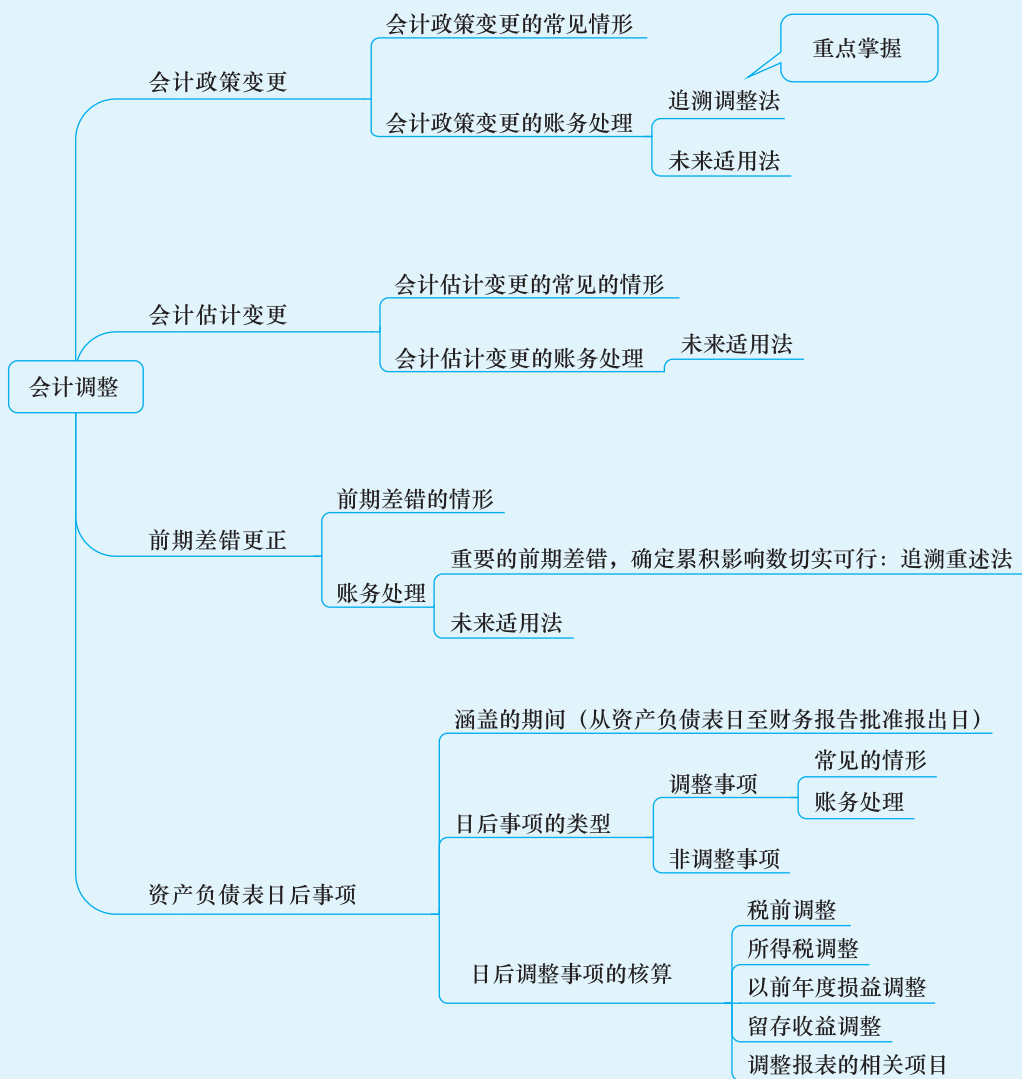 会计调整
会计政策变更
会计政策变更的常见情形
会计政策变更的账务处理
追溯调整法
重点掌握
未来适用法
会计估计变更
会计估计变更的常见的情形
会计估计变更的账务处理
未来适用法
前期差错更正
前期差错的情形
账务处理
重要的前期差错，确定累积影响数切实可行：追溯重述法
未来适用法
资产负债表日后事项
涵盖的期间（从资产负债表日至财务报告批准报出日）
日后事项的类型
调整事项
常见的情形
账务处理
非调整事项
日后调整事项的核算
税前调整
所得税调整
以前年度损益调整
留存收益调整
调整报表的相关项目